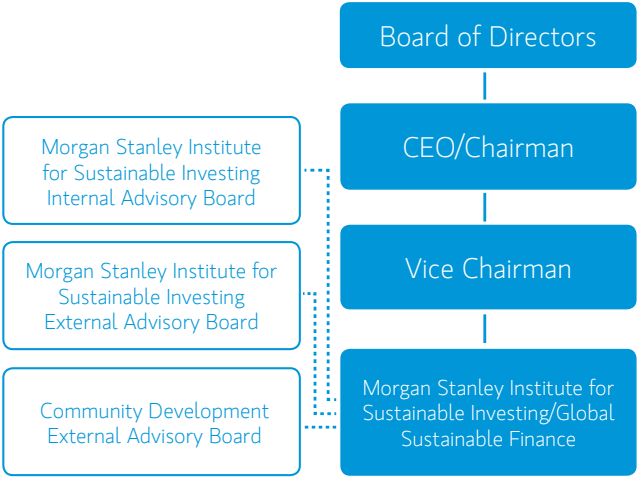 Board of Directors
CEO/Chairman
Morgan Stanley Institute
for Sustainable Investing
Internal Advisory Board
Vice Chairman
Morgan Stanley Institute for
Sustainable Investing
External Advisory Board
Morgan Stanley Institute for
Sustainable Investing/Global
Sustainable Finance
Community Development
External Advisory Board